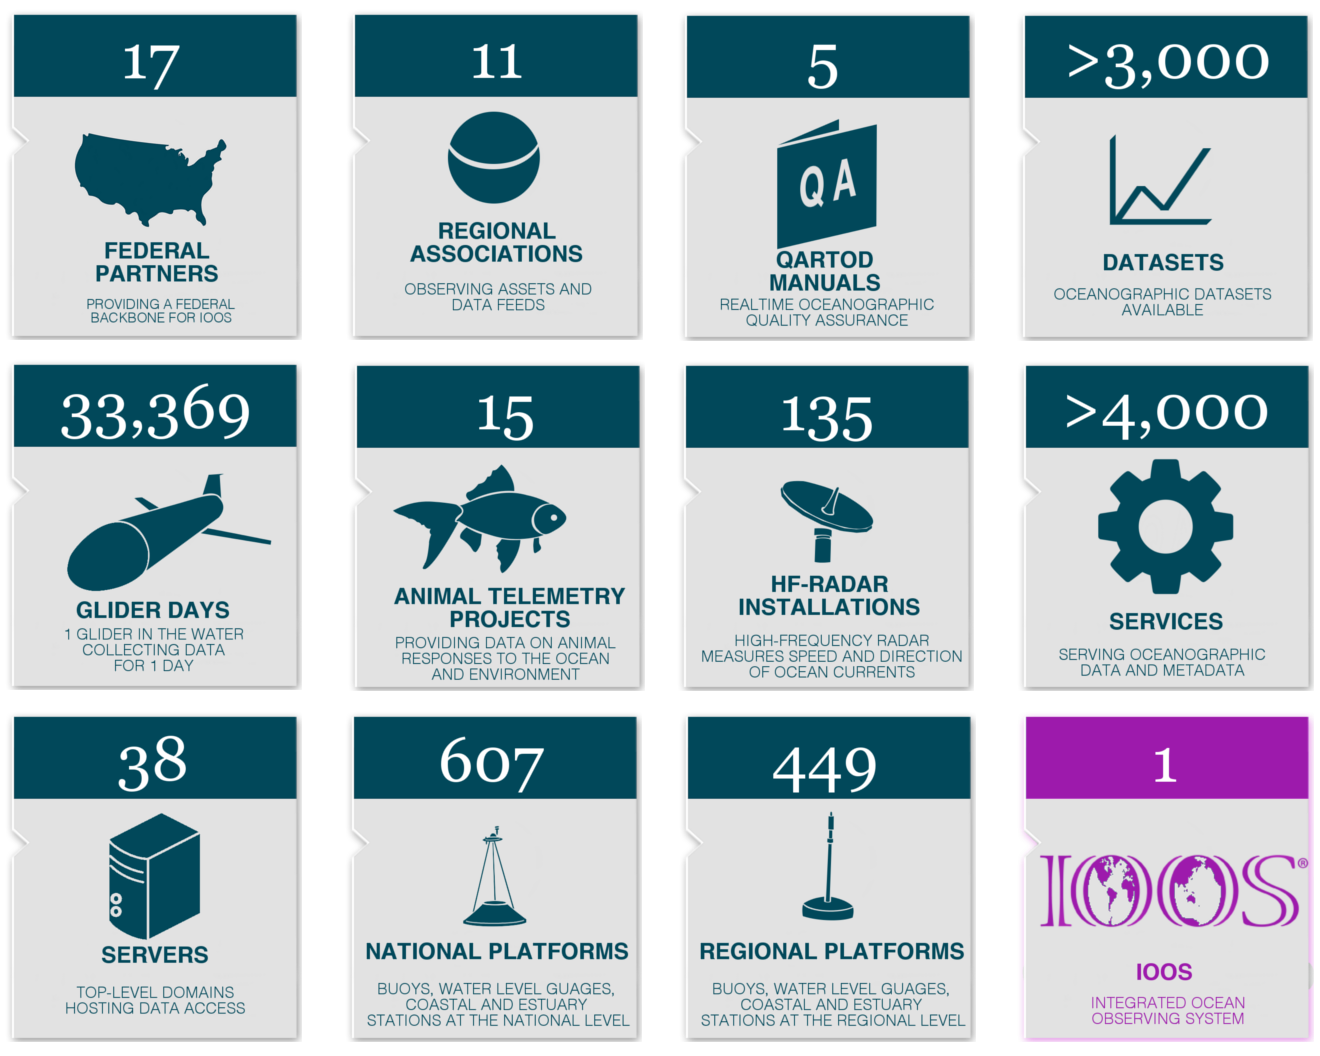 17
FEDERAL
PARTNERS
PROVIDING A FEDERAL
BACKBONE FOR IOOS
11
REGIONAL
ASSOCIATIONS
OBSERVING ASSETS AND
DATA FEEDS
5
QA
QARTOD
MANUALS
REALTIME OCEANOGRAPHIC
QUALITY ASSURANCE
>3,000
DATASETS
OCEANOGRAPHIC DATASETS
AVAILABLE
33,369
GLIDER DAYS
1 GLIDER IN THE WATER
COLLECTING DATA
FOR 1 DAY
15
ANIMAL TELEMETRY
PROJECTS
PROVIDING DATA ON ANIMAL
RESPONSES TO THE OCEAN
AND ENVIRONMENT
135
HF-RADAR
INSTALLATIONS
HIGH-FREQUENCY RADAR
MEASURES SPEED AND DIRECTION
OF OCEAN CURRENTS
>4,000
SERVICES
SERVING OCEANOGRAPHIC
DATA AND METADATA
38
SERVERS
TOP-LEVEL DOMAINS
HOSTING DATA ACCESS
607
NATIONAL PLATFORMS
BUOYS, WATER LEVEL GUAGES,
COASTAL AND ESTUARY
STATIONS AT THE NATIONAL LEVEL
449
REGIONAL PLATFORMS
BUOYS, WATER LEVEL GUAGES,
COASTAL AND ESTUARY
STATIONS AT THE REGIONAL LEVEL
1
IOOS®
IOOS
INTEGRATED OCEAN
OBSERVING SYSTEM